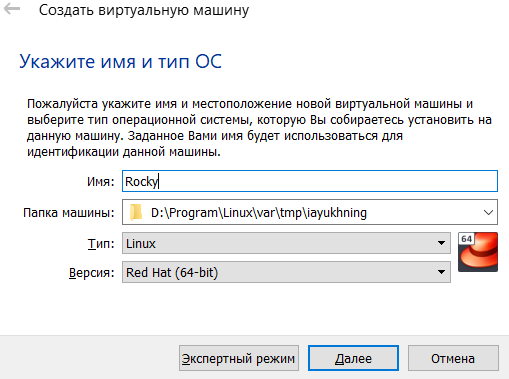 Создать виртуальную машину
Укажите имя и тип ОС
Пожалуйста укажите имя и местоположение новой виртуальной машины и
выберите тип операционной системы, которую Вы собираетесь установить на
данную машину. Заданное Вами имя будет использоваться для
идентификации данной машины.
Имя: Rocky
Папка машины: D:\Program\Linux\var\tmp\iayukhning
Тип: Linux
64
Версия: Red Hat (64-bit)
Экспертный режим Далее Отмена